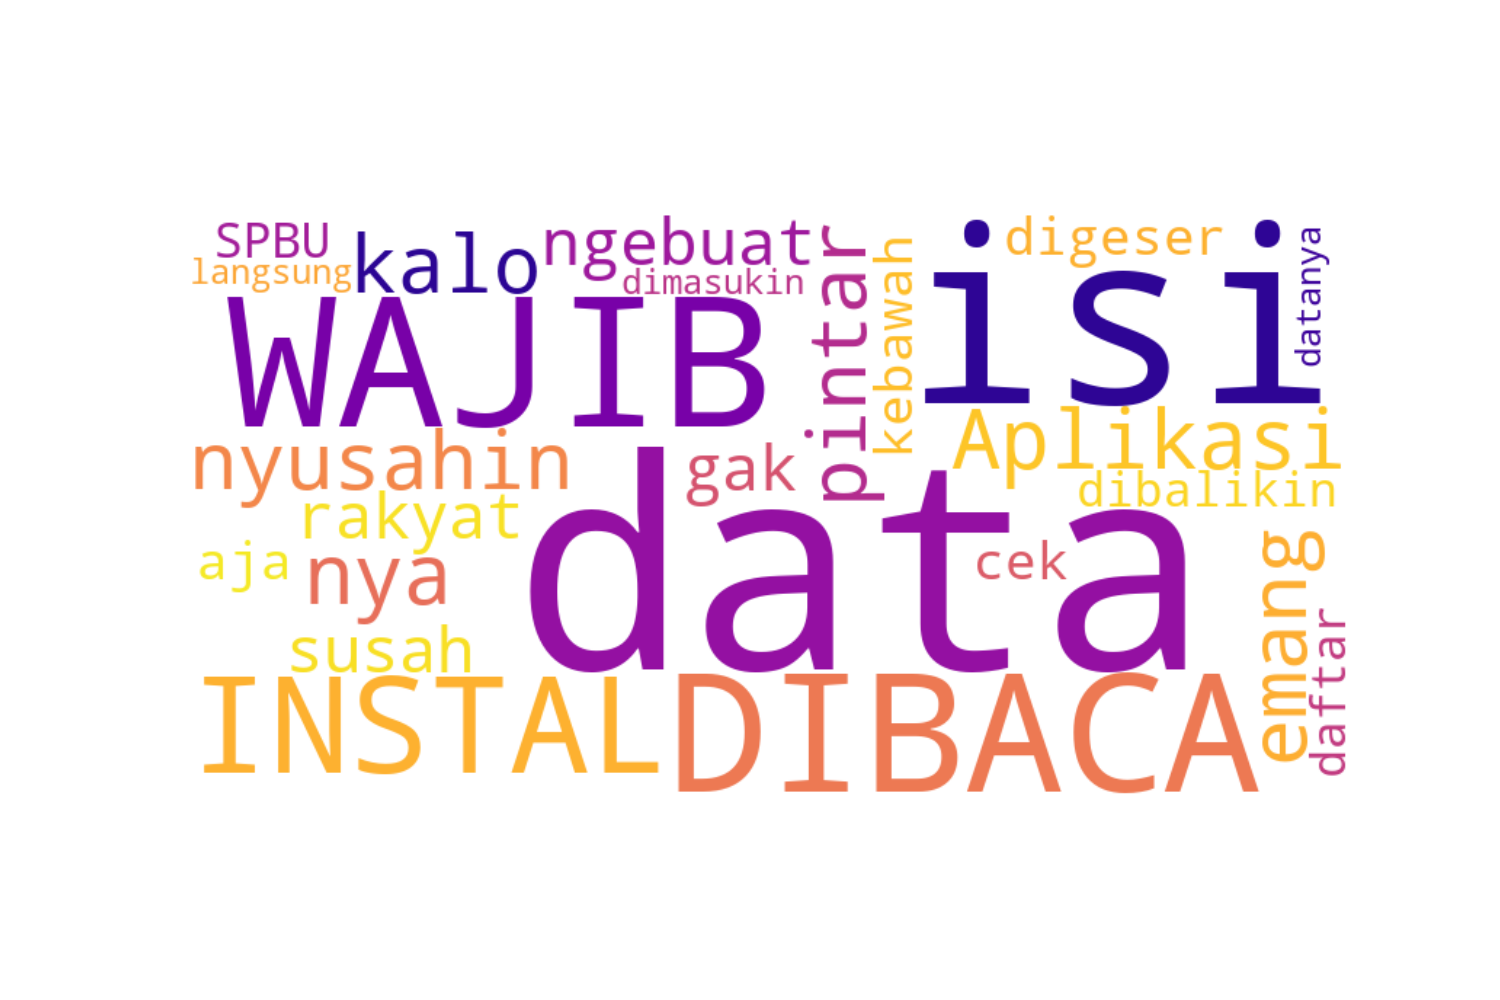 SPBU
langsung
kalo
ngebuat
dimasukin
pintar
kebawah
isi
digeser
datanya
WAJIB
Aplikasi
nyusahin
gak
dibalikin
rakyat
data
cek
aja
nya
emang
daftar
susah
INSTAL
DIBACA